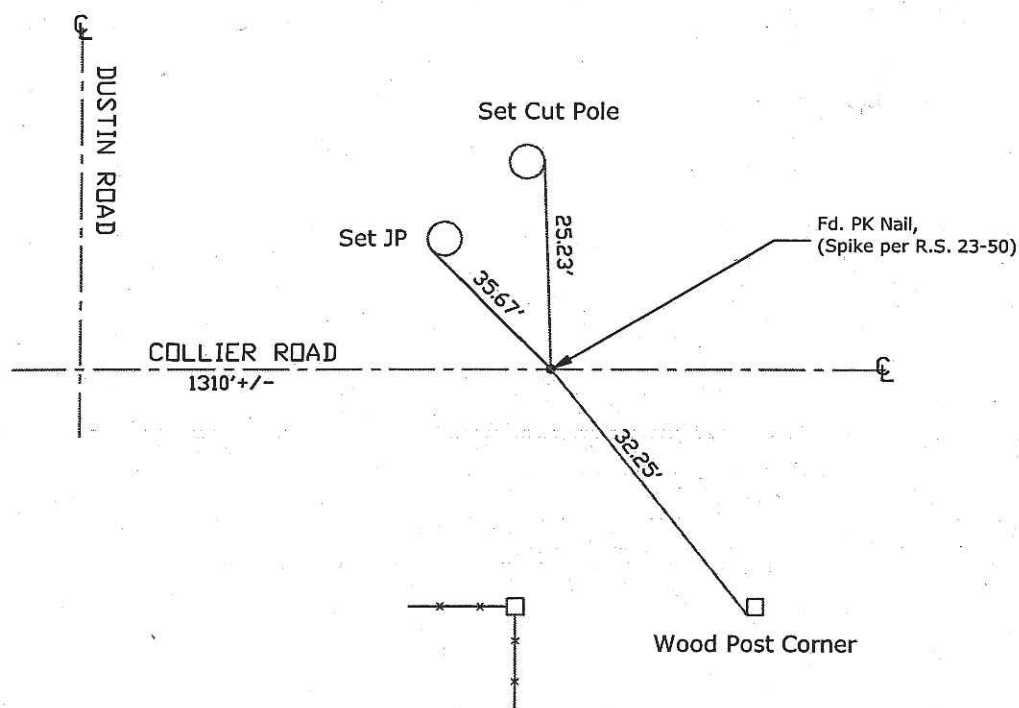 ℄
DUSTIN ROAD
Set Cut Pole
Set JP
25.23'
Fd. PK Nail,
(Spike per R.S. 23-50)
35.67'
COLLIER ROAD
1310'+/-
℄
32.25'
Wood Post Corner